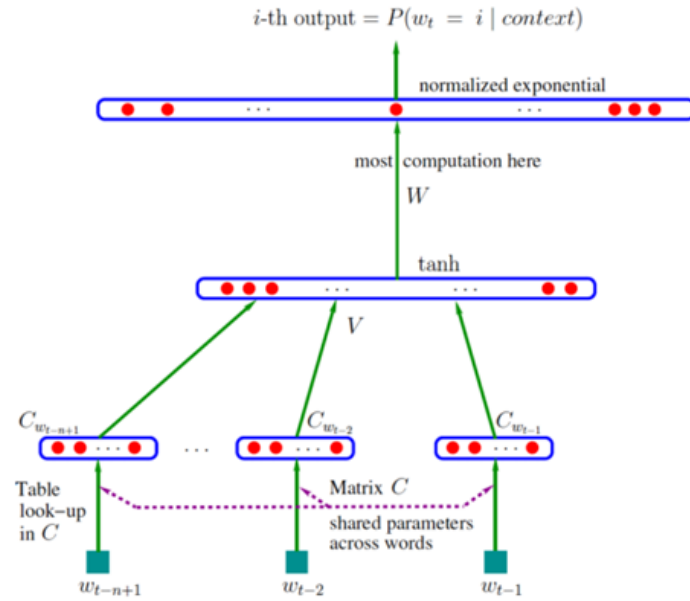 i-th output = P(w_t = i | context)
normalized exponential
... ...
most computation here
W
tanh
... ...
V
C_{w_{t-n+1}} C_{w_{t-2}} C_{w_{t-1}}
... ... ... ...
Table Matrix C
look-up shared parameters
in C across words
w_{t-n+1} w_{t-2} w_{t-1}